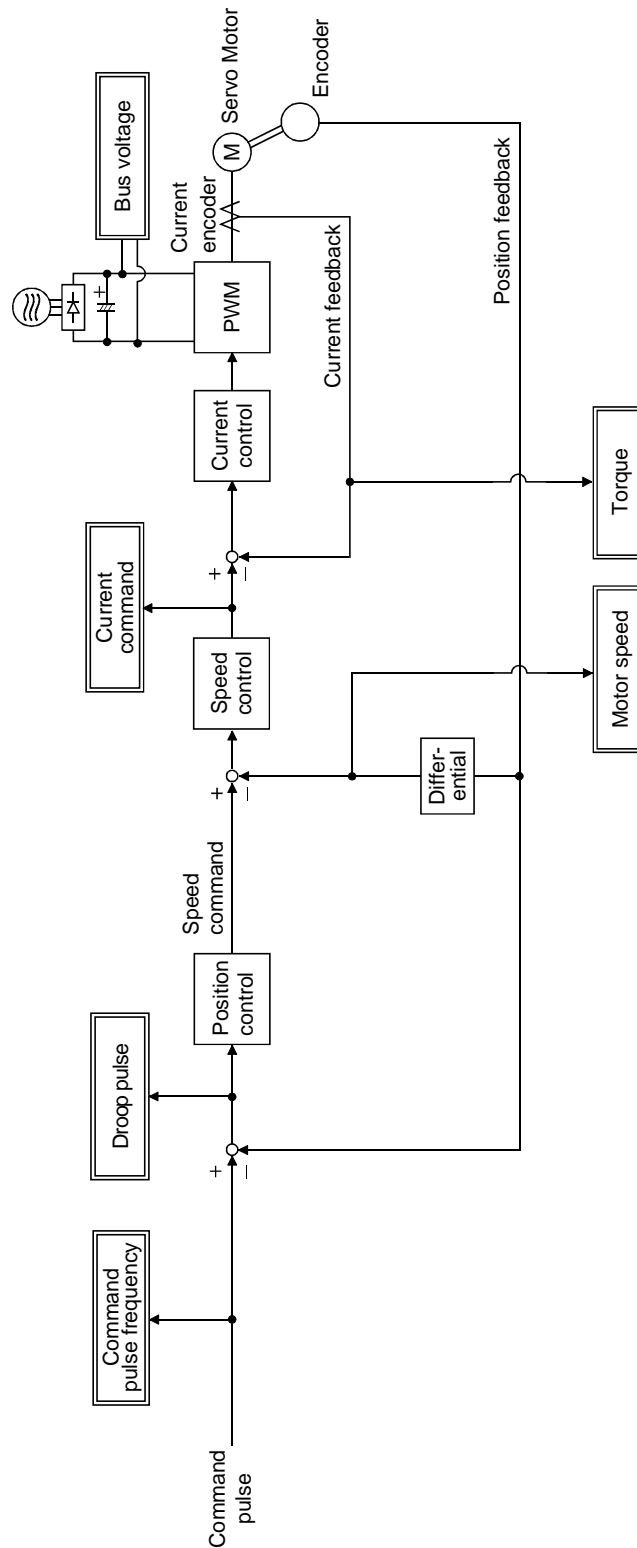 Command
pulse
Command
pulse frequency
+
−
Droop pulse
Position
control
Speed
command
+
−
Speed
control
Current
command
+
−
Current
control
PWM
+
Bus voltage
Current
encoder
M
Servo Motor
Encoder
Current feedback
Position feedback
Differ-
ential
Motor speed
Torque